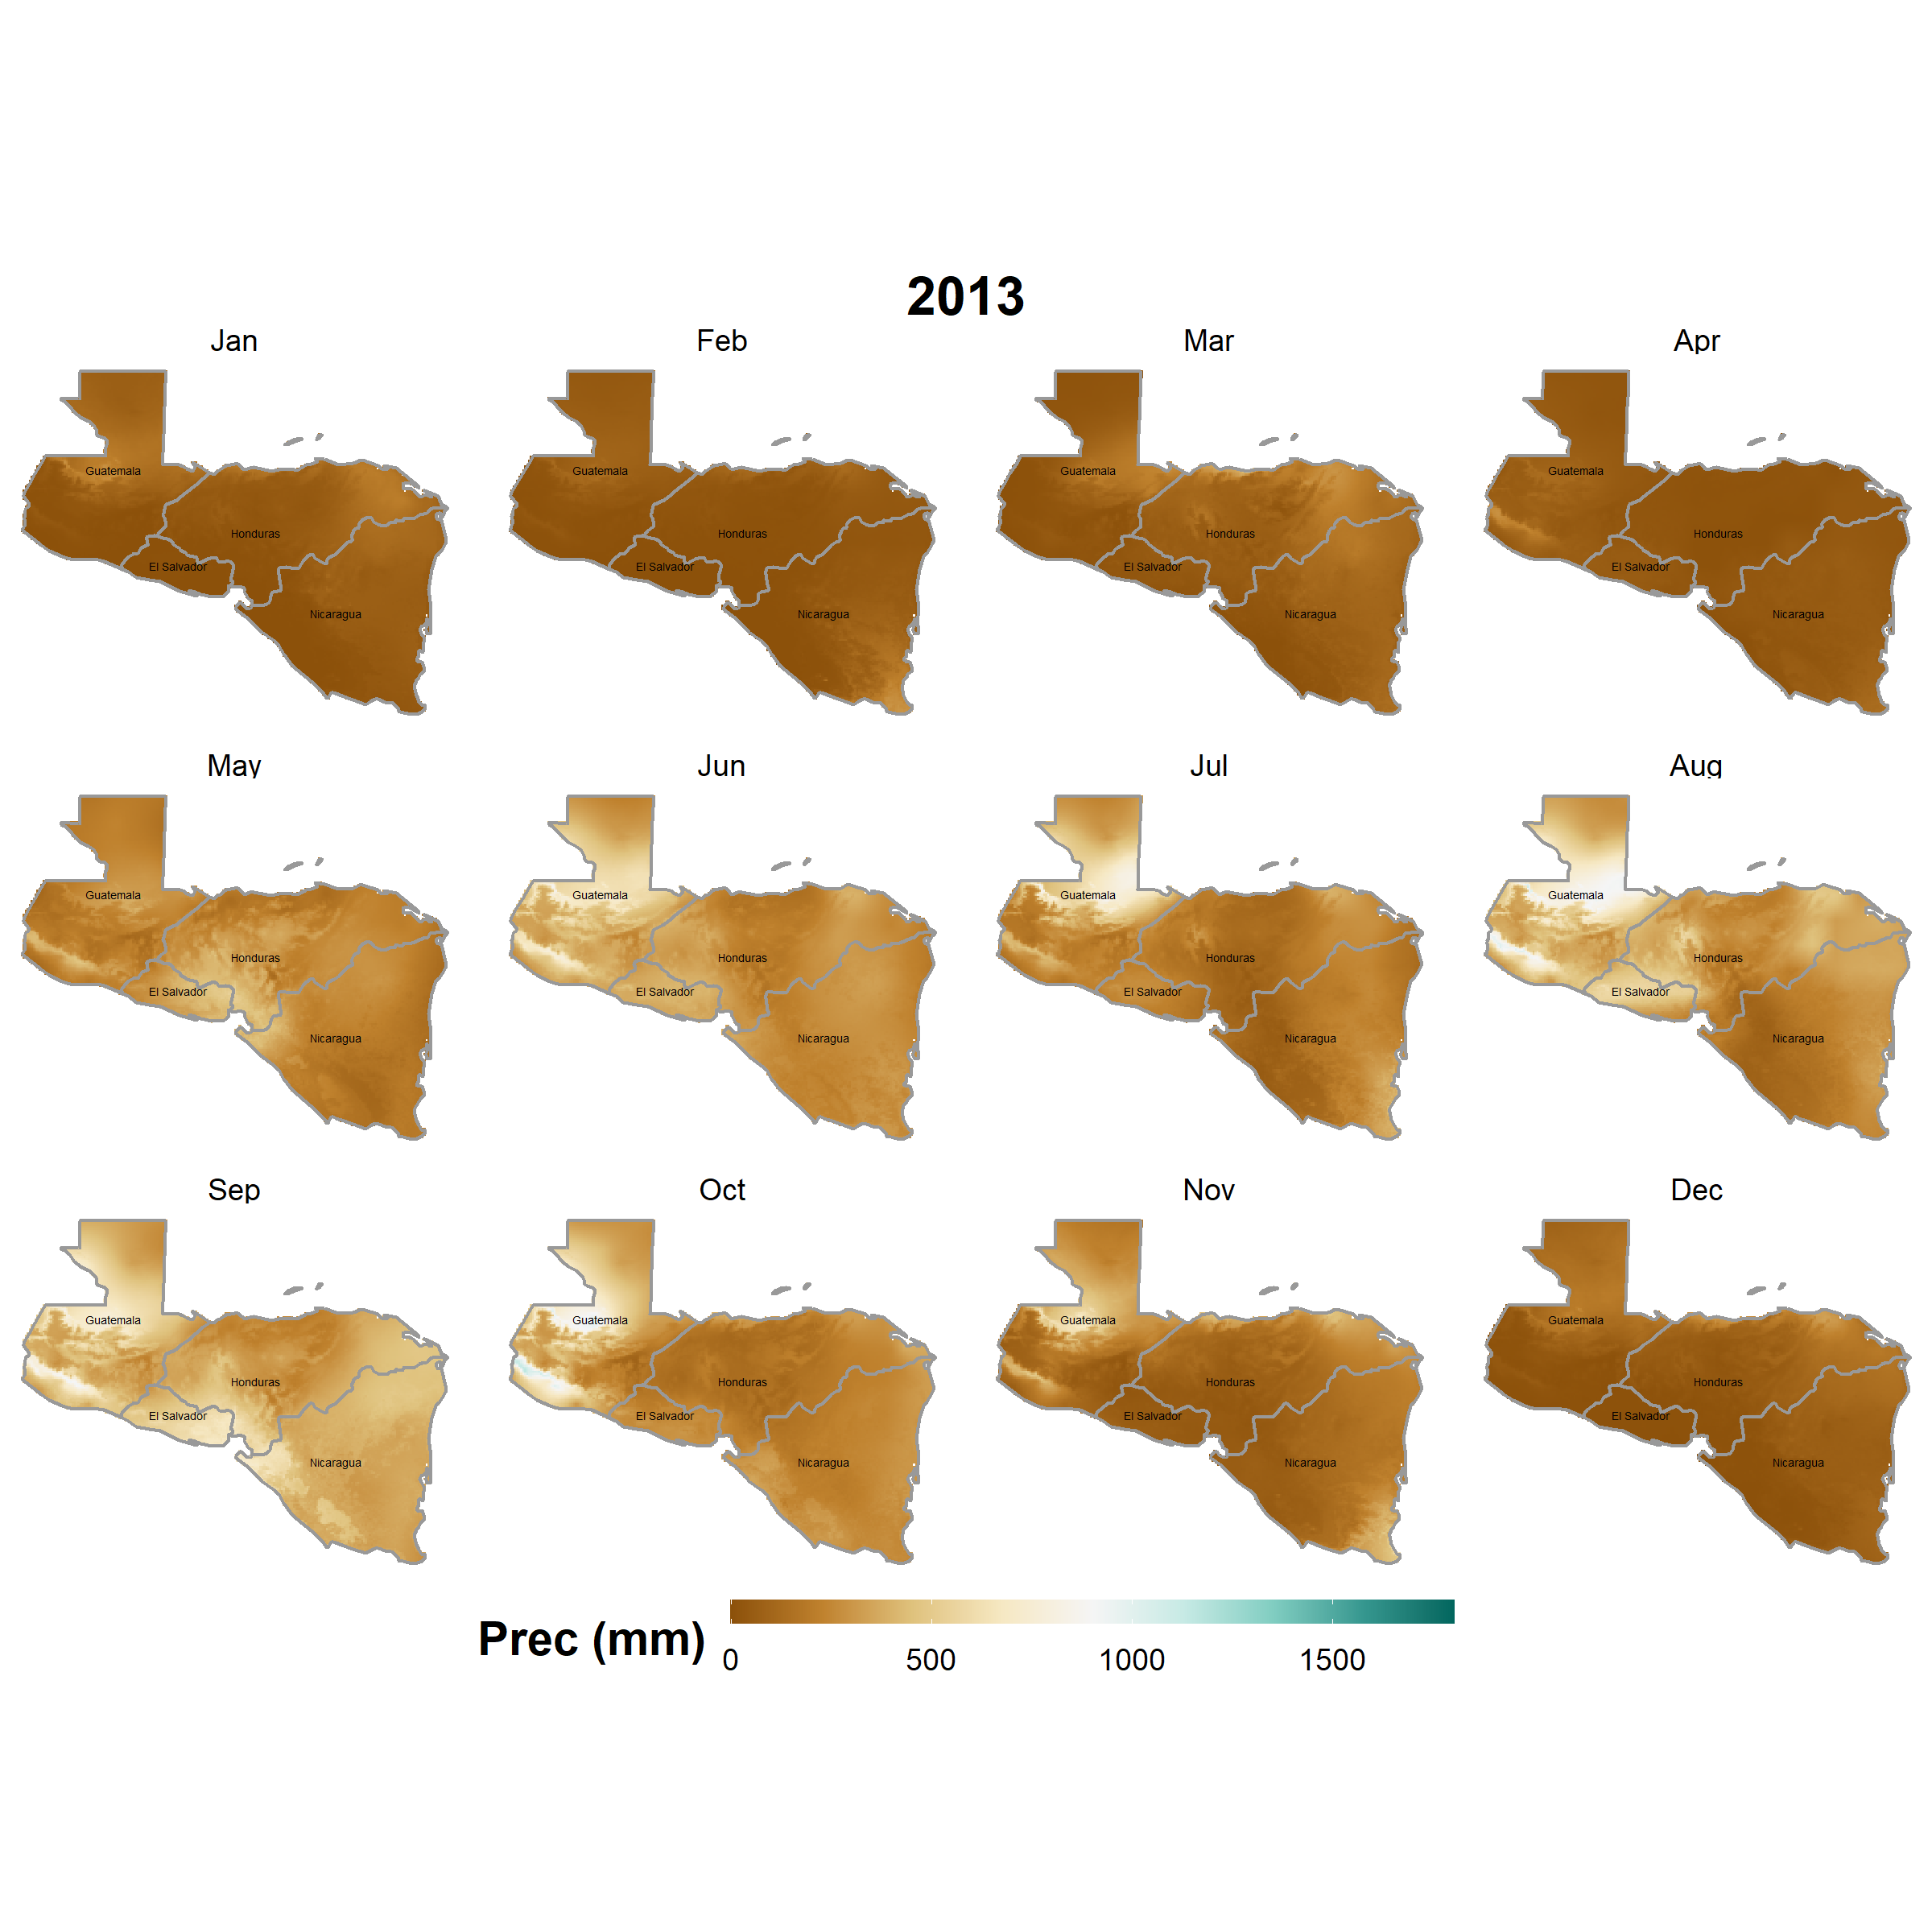 2013
Jan
Feb
Mar
Apr
Guatemala
Honduras
El Salvador
Nicaragua
Guatemala
Honduras
El Salvador
Nicaragua
Guatemala
Honduras
El Salvador
Nicaragua
Guatemala
Honduras
El Salvador
Nicaragua
May
Jun
Jul
Aug
Guatemala
Honduras
El Salvador
Nicaragua
Guatemala
Honduras
El Salvador
Nicaragua
Guatemala
Honduras
El Salvador
Nicaragua
Guatemala
Honduras
El Salvador
Nicaragua
Sep
Oct
Nov
Dec
Guatemala
Honduras
El Salvador
Nicaragua
Guatemala
Honduras
El Salvador
Nicaragua
Guatemala
Honduras
El Salvador
Nicaragua
Guatemala
Honduras
El Salvador
Nicaragua
Prec (mm)
0
500
1000
1500